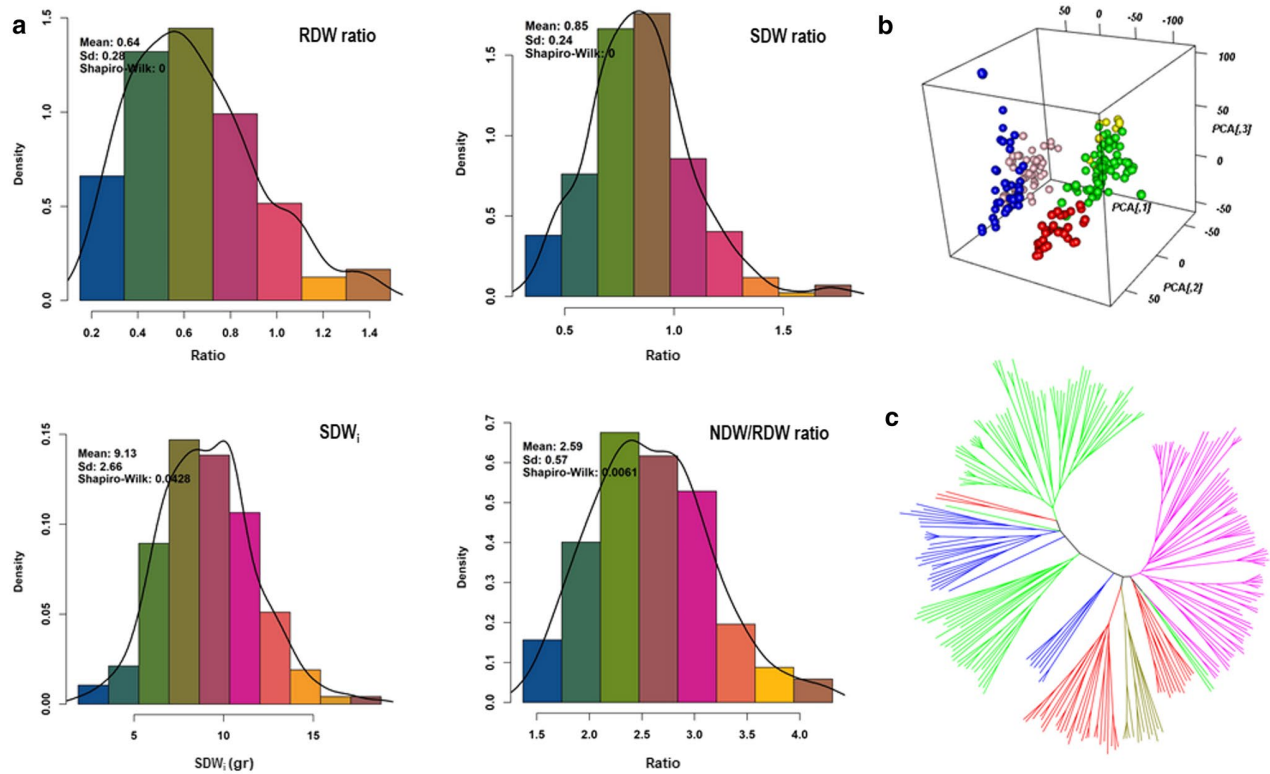 a
RDW ratio
Mean: 0.64
Sd: 0.28
Shapiro-Wilk: 0
Density
0.0
0.5
1.0
1.5
0.2 0.4 0.6 0.8 1.0 1.2 1.4
Ratio
SDW ratio
Mean: 0.85
Sd: 0.24
Shapiro-Wilk: 0
Density
0.0
0.5
1.0
1.5
0.5 1.0 1.5
Ratio
b
50 0 -50 -100
100
50
0
-50
PCA[,3]
PCA[,1]
-50
0
50
PCA[,2]
SDWi
Mean: 9.13
Sd: 2.66
Shapiro-Wilk: 0.0428
Density
0.00
0.05
0.10
0.15
5 10 15
SDWi (gr)
NDW/RDW ratio
Mean: 2.59
Sd: 0.57
Shapiro-Wilk: 0.0061
Density
0.0
0.1
0.2
0.3
0.4
0.5
0.6
0.7
1.5 2.0 2.5 3.0 3.5 4.0
Ratio
c